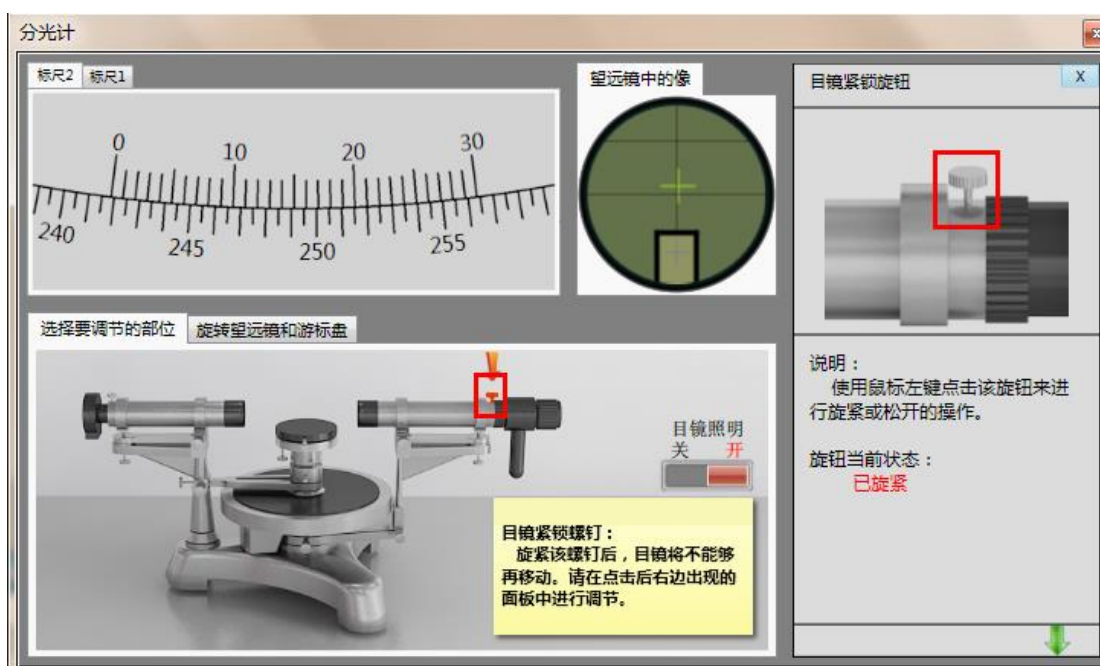 分光计
x
标尺2 标尺1
0 10 20 30
240 245 250 255
望远镜中的像
目镜紧锁旋钮
X
说明：
使用鼠标左键点击该旋钮来进
行旋紧或松开的操作。
旋钮当前状态：
已旋紧
选择要调节的部位 旋转望远镜和游标盘
目镜照明
关 开
目镜紧锁螺钉：
旋紧该螺钉后，目镜将不能够
再移动。请在点击后右边出现的
面板中进行调节。